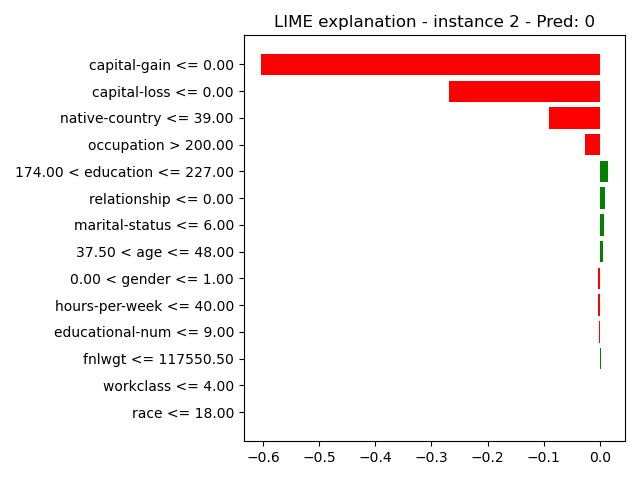 LIME explanation - instance 2 - Pred: 0
capital-gain <= 0.00
capital-loss <= 0.00
native-country <= 39.00
occupation > 200.00
174.00 < education <= 227.00
relationship <= 0.00
marital-status <= 6.00
37.50 < age <= 48.00
0.00 < gender <= 1.00
hours-per-week <= 40.00
educational-num <= 9.00
fnlwgt <= 117550.50
workclass <= 4.00
race <= 18.00
−0.6 −0.5 −0.4 −0.3 −0.2 −0.1 0.0